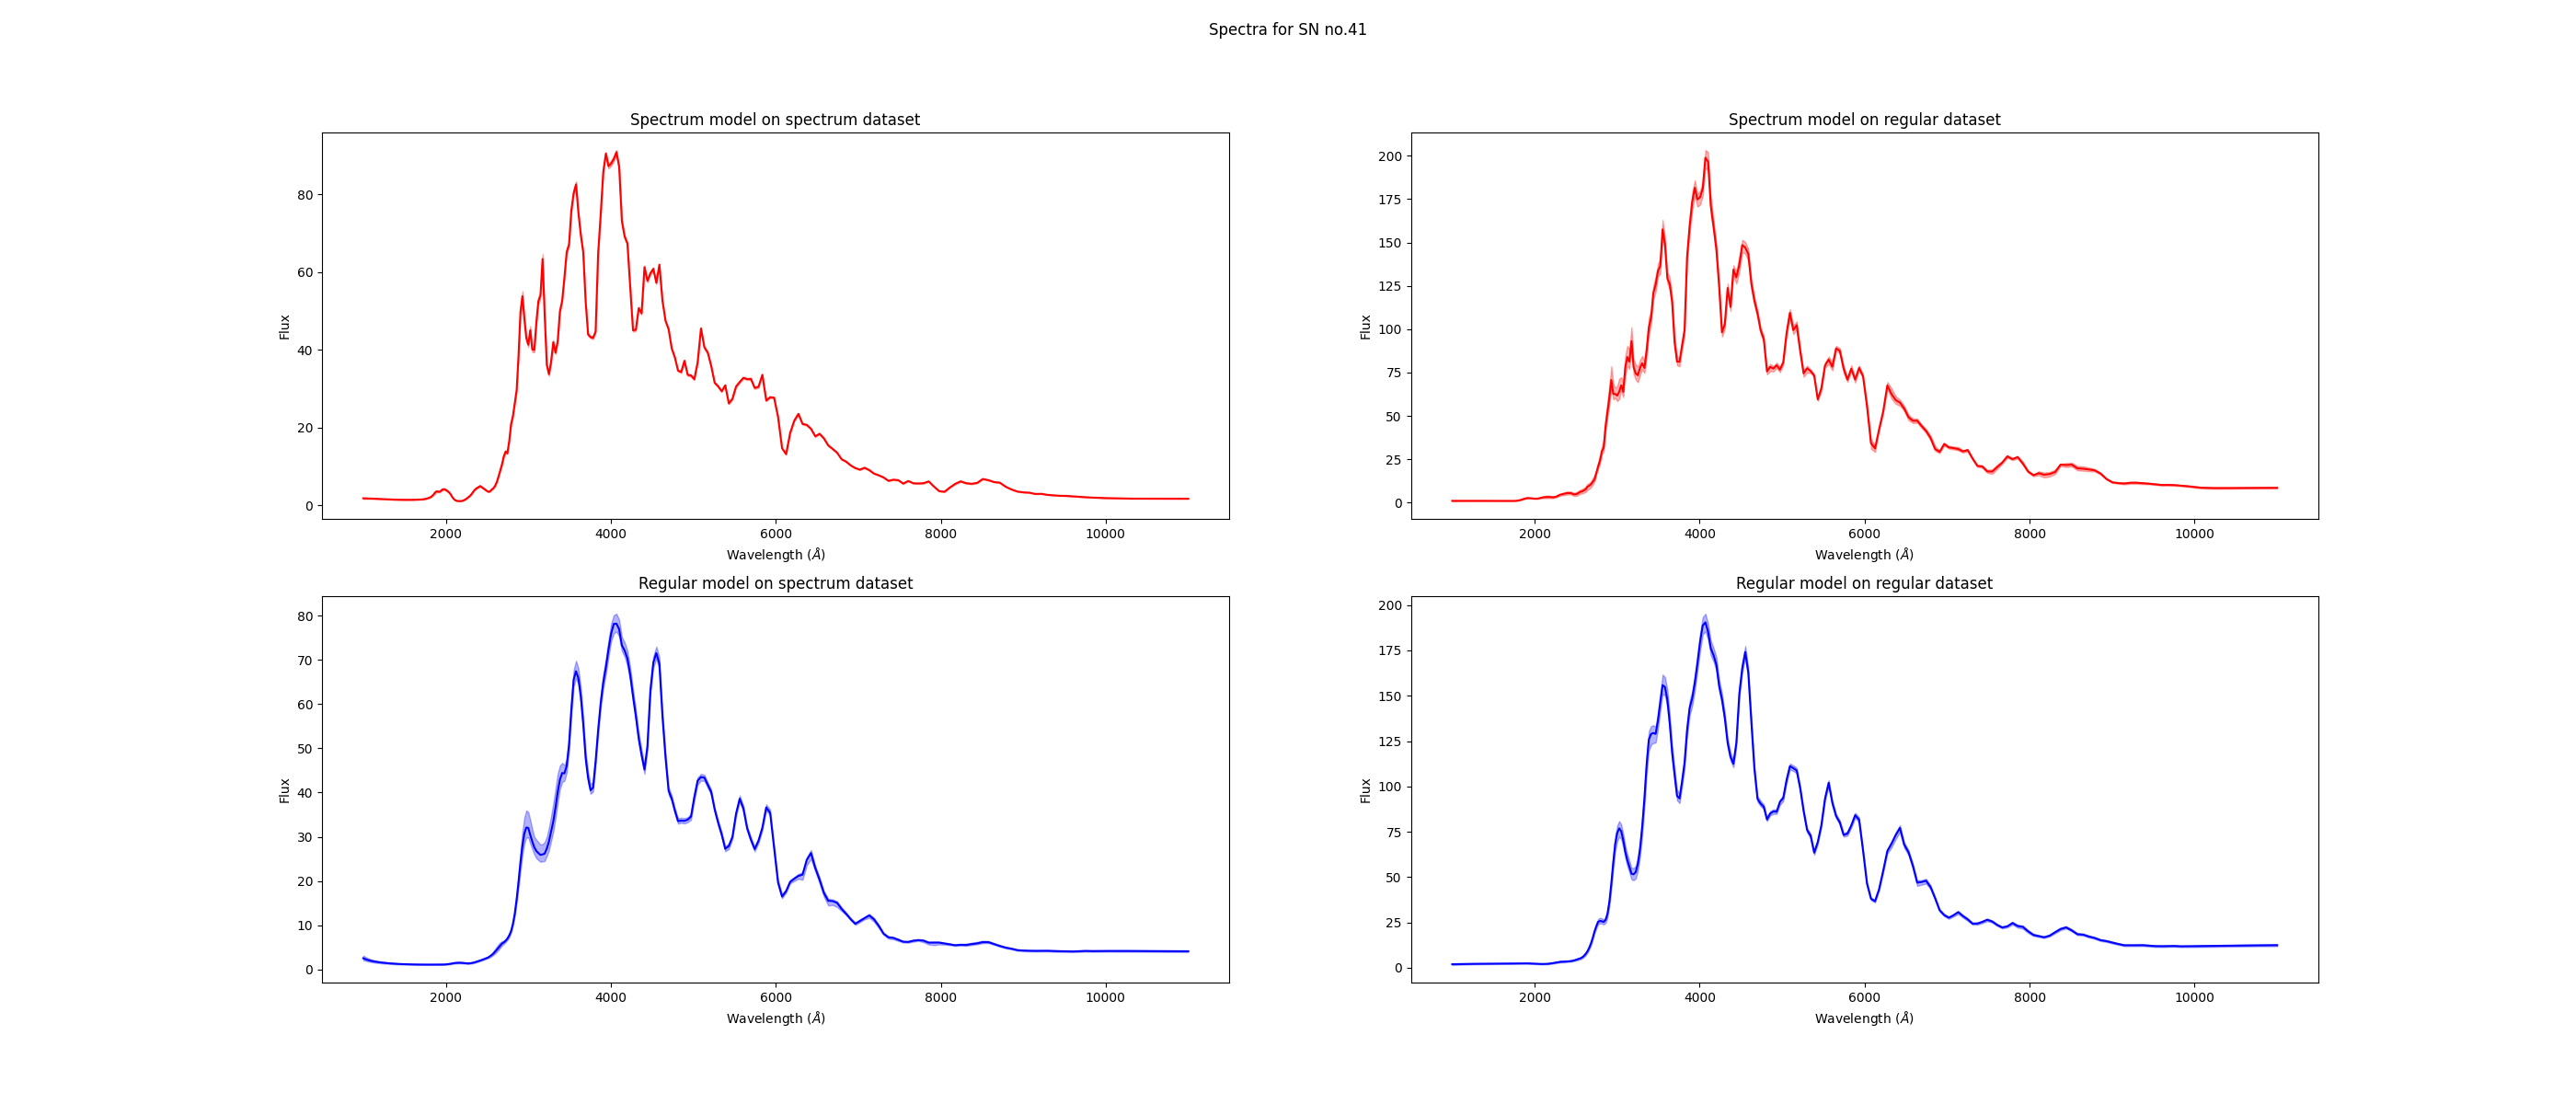 Spectra for SN no.41
Spectrum model on spectrum dataset
80
60
40
20
0
Flux
2000 4000 6000 8000 10000
Wavelength (Å)
Spectrum model on regular dataset
200
175
150
125
100
75
50
25
0
Flux
2000 4000 6000 8000 10000
Wavelength (Å)
Regular model on spectrum dataset
80
70
60
50
40
30
20
10
0
Flux
2000 4000 6000 8000 10000
Wavelength (Å)
Regular model on regular dataset
200
175
150
125
100
75
50
25
0
Flux
2000 4000 6000 8000 10000
Wavelength (Å)